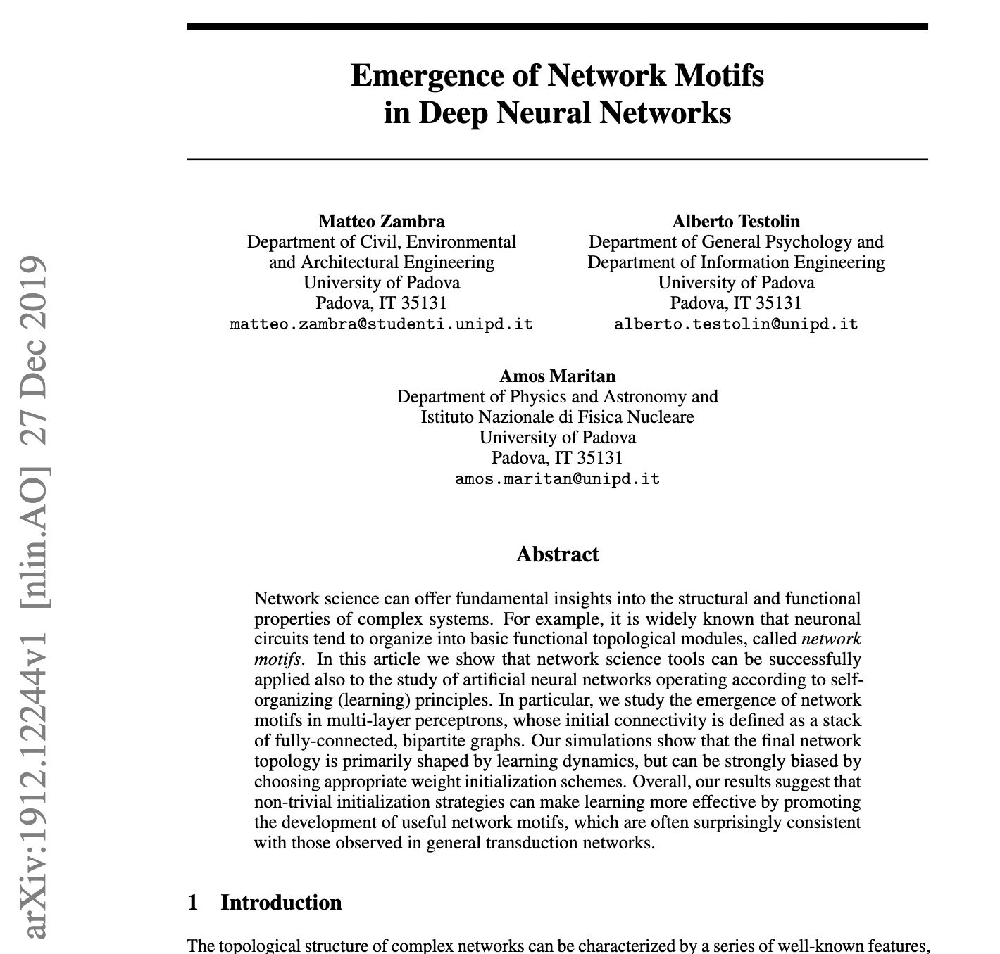 Emergence of Network Motifs
in Deep Neural Networks
Matteo Zambra
Department of Civil, Environmental
and Architectural Engineering
University of Padova
Padova, IT 35131
matteo.zambra@studenti.unipd.it
Alberto Testolin
Department of General Psychology and
Department of Information Engineering
University of Padova
Padova, IT 35131
alberto.testolin@unipd.it
Amos Maritan
Department of Physics and Astronomy and
Istituto Nazionale di Fisica Nucleare
University of Padova
Padova, IT 35131
amos.maritan@unipd.it
Abstract
Network science can offer fundamental insights into the structural and functional
properties of complex systems. For example, it is widely known that neuronal
circuits tend to organize into basic functional topological modules, called network
motifs. In this article we show that network science tools can be successfully
applied also to the study of artificial neural networks operating according to self-
organizing (learning) principles. In particular, we study the emergence of network
motifs in multi-layer perceptrons, whose initial connectivity is defined as a stack
of fully-connected, bipartite graphs. Our simulations show that the final network
topology is primarily shaped by learning dynamics, but can be strongly biased by
choosing appropriate weight initialization schemes. Overall, our results suggest that
non-trivial initialization strategies can make learning more effective by promoting
the development of useful network motifs, which are often surprisingly consistent
with those observed in general transduction networks.
1 Introduction
The topological structure of complex networks can be characterized by a series of well-known features,
arXiv:1912.12244v1 [nlin.AO] 27 Dec 2019